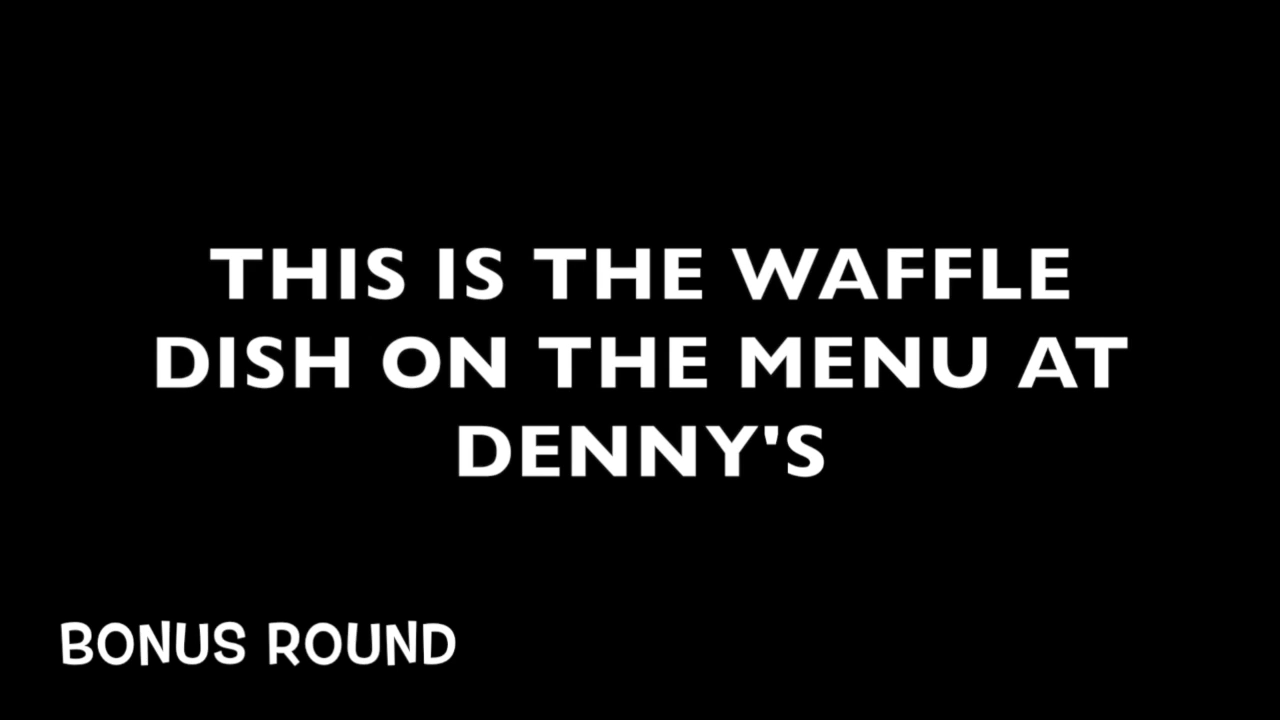 THIS IS THE WAFFLE
DISH ON THE MENU AT
DENNY'S
BONUS ROUND